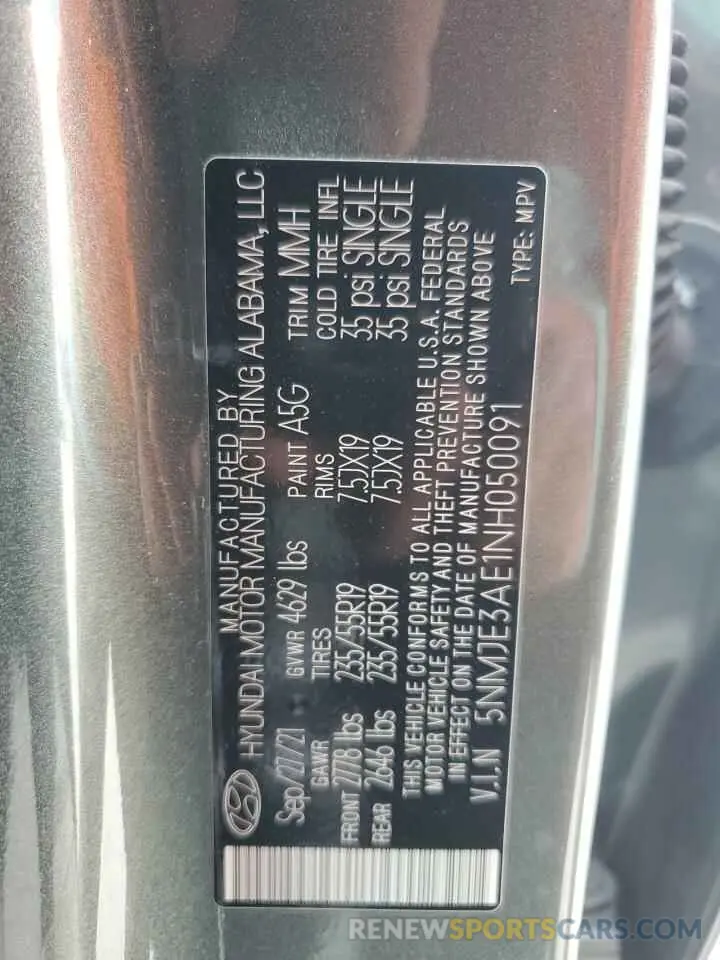 MANUFACTURED BY
HYUNDAI MOTOR MANUFACTURING ALABAMA, LLC
Sep/27/21 GVWR 4629 lbs PAINT A5G TRIM MMH
GAWR TIRES RIMS COLD TIRE INFL
FRONT 2778 lbs 235/55R19 7.5JX19 35 psi SINGLE
REAR 2646 lbs 235/55R19 7.5JX19 35 psi SINGLE
THIS VEHICLE CONFORMS TO ALL APPLICABLE U.S.A. FEDERAL
MOTOR VEHICLE SAFETY AND THEFT PREVENTION STANDARDS
IN EFFECT ON THE DATE OF MANUFACTURE SHOWN ABOVE
V.I.N 5NMJE3AE1NH050091
TYPE: MPV
RENEWSPORTSCARS.COM